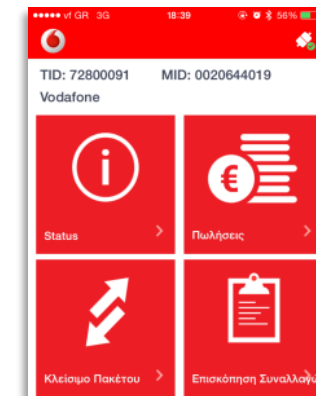 vf GR 3G 18:39 56%
TID: 72800091 MID: 0020644019
Vodafone
Status Πωλήσεις
Κλείσιμο Πακέτου Επισκόπηση Συναλλαγώ